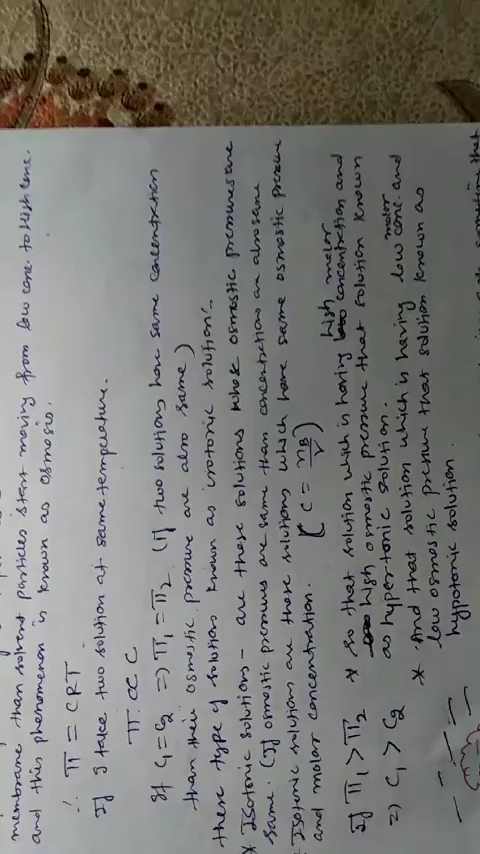 membrane than solvent particles start moving from low conc. to high conc.
and this phenomenon is known as osmosis.
∴ π = CRT
If I take two solution at same temperature.
π ∝ C
If C₁ = C₂ ⇒ π₁ = π₂ (If two solutions have same concentration
than their osmotic pressure are also same)
these type of solutions known as isotonic solution:-
* Isotonic solutions - are those solutions whose osmotic pressures are
same. (If osmotic pressures are same than concentrations are also same
Isotonic solutions are those solutions which have same osmotic pressure
and molar concentration. [C = nB/V]
If π₁ > π₂ * so that solution which is having high molar concentration and
⇒ C₁ > C₂ high osmotic pressure that solution known
as hypertonic solution.
* And that solution which is having low molar conc. and
low osmotic pressure that solution known as
hypotonic solution.